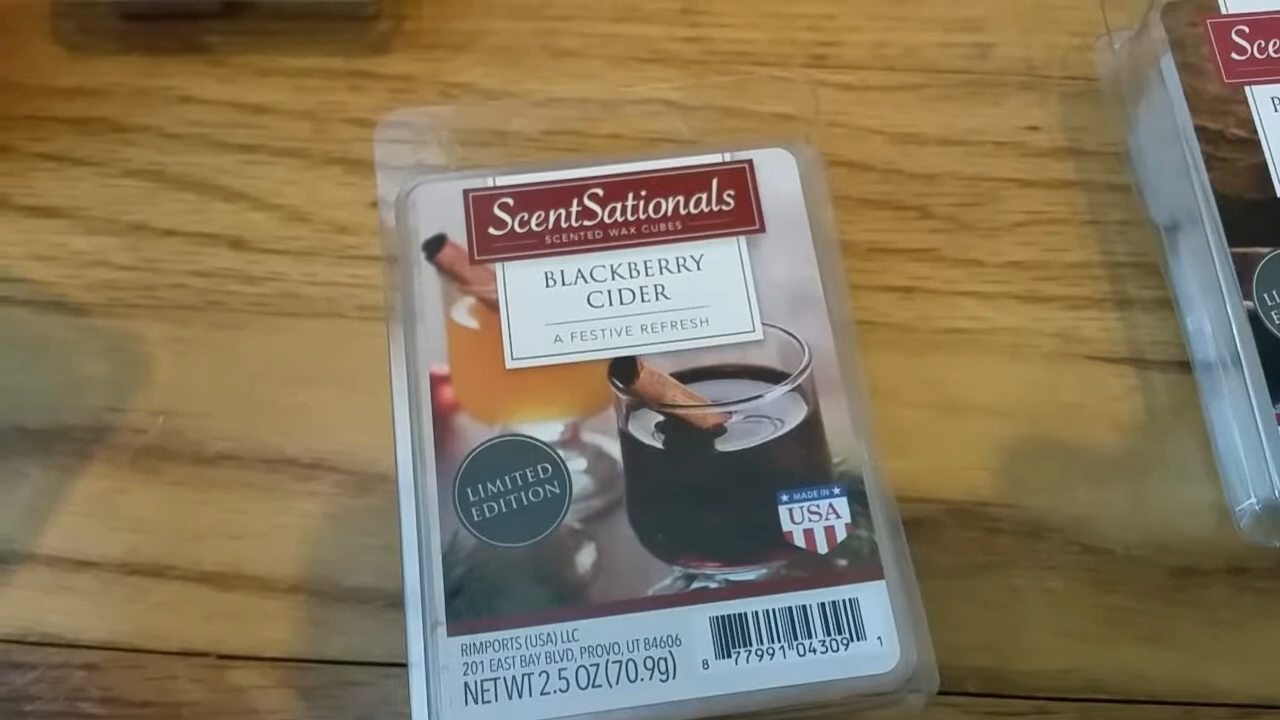 ScentSationals
SCENTED WAX CUBES
BLACKBERRY
CIDER
A FESTIVE REFRESH
LIMITED
EDITION
MADE IN
USA
RIMPORTS (USA) LLC
201 EAST BAY BLVD, PROVO, UT 84606
NET WT 2.5 OZ (70.9g)
8 77991 04309 1
Sce